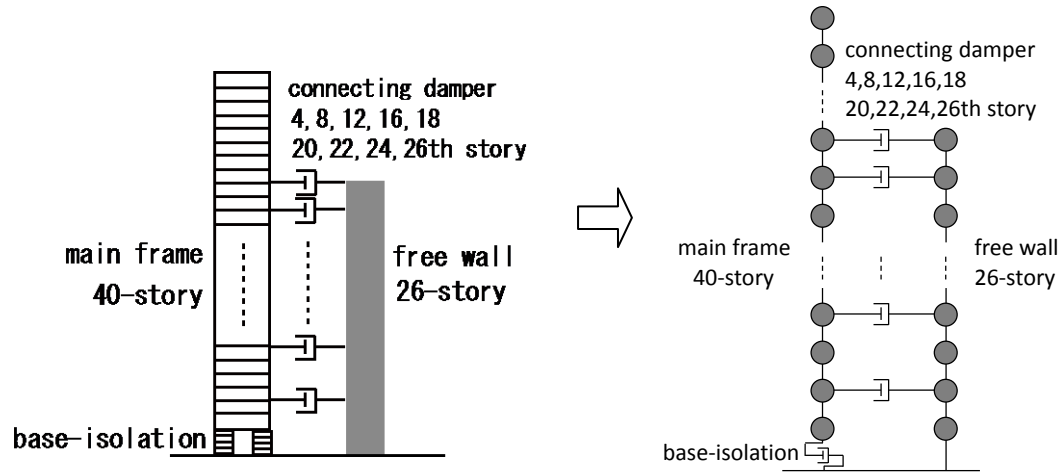 connecting damper
4, 8, 12, 16, 18
20, 22, 24, 26th story
main frame
40-story
free wall
26-story
base-isolation
connecting damper
4,8,12,16,18
20,22,24,26th story
main frame
40-story
free wall
26-story
base-isolation